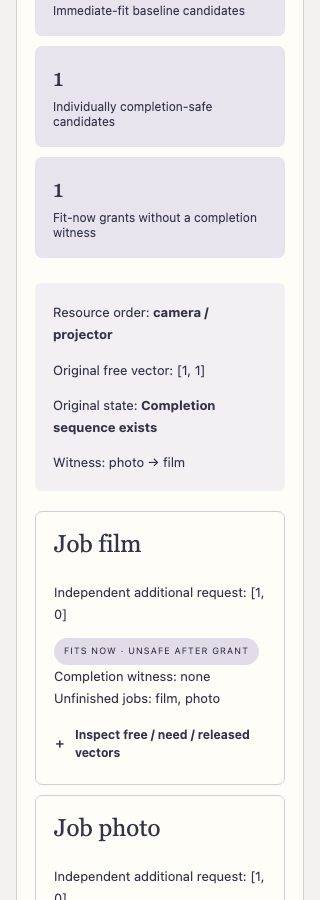 Immediate-fit baseline candidates
1
Individually completion-safe
candidates
1
Fit-now grants without a completion
witness
Resource order: camera /
projector
Original free vector: [1, 1]
Original state: Completion
sequence exists
Witness: photo → film
Job film
Independent additional request: [1,
0]
FITS NOW · UNSAFE AFTER GRANT
Completion witness: none
Unfinished jobs: film, photo
+ Inspect free / need / released
vectors
Job photo
Independent additional request: [1,
0]